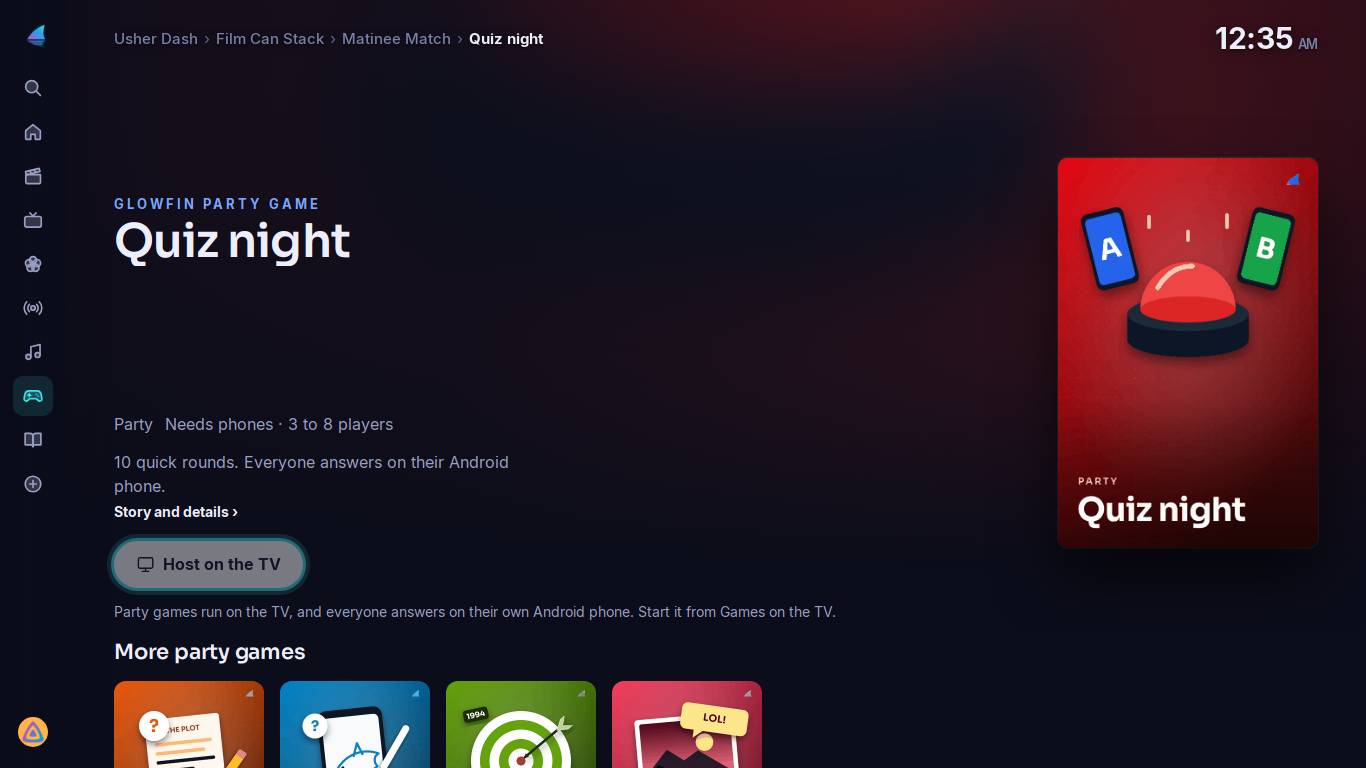 Usher Dash › Film Can Stack › Matinee Match › Quiz night
12:35 AM
GLOWFIN PARTY GAME
Quiz night
A
B
PARTY
Quiz night
Party Needs phones · 3 to 8 players
10 quick rounds. Everyone answers on their Android
phone.
Story and details ›
Host on the TV
Party games run on the TV, and everyone answers on their own Android phone. Start it from Games on the TV.
More party games
?
THE PLOT
?
1994
LOL!